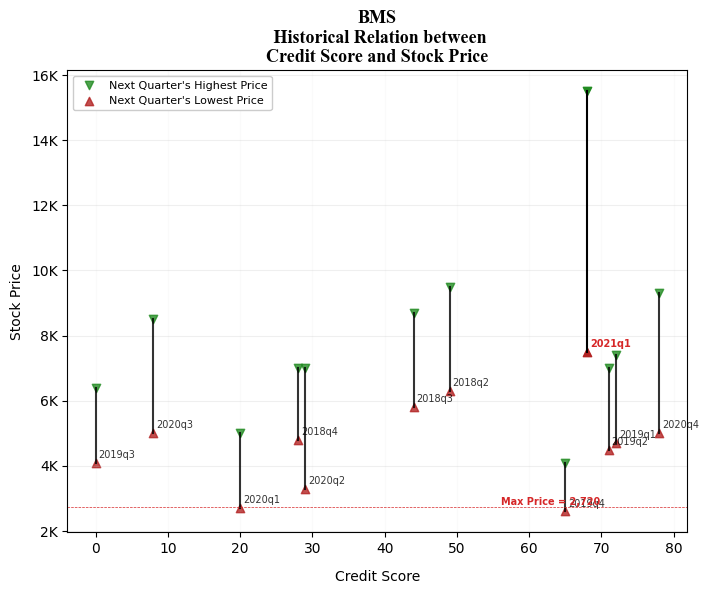 BMS
Historical Relation between
Credit Score and Stock Price
Next Quarter's Highest Price
Next Quarter's Lowest Price
Stock Price
16K
14K
12K
10K
8K
6K
4K
2K
2019q3
2020q3
2020q1
2018q4
2020q2
2018q3
2018q2
2021q1
2019q1
2019q2
2020q4
2019q4
Max Price = 2,720
0 10 20 30 40 50 60 70 80
Credit Score